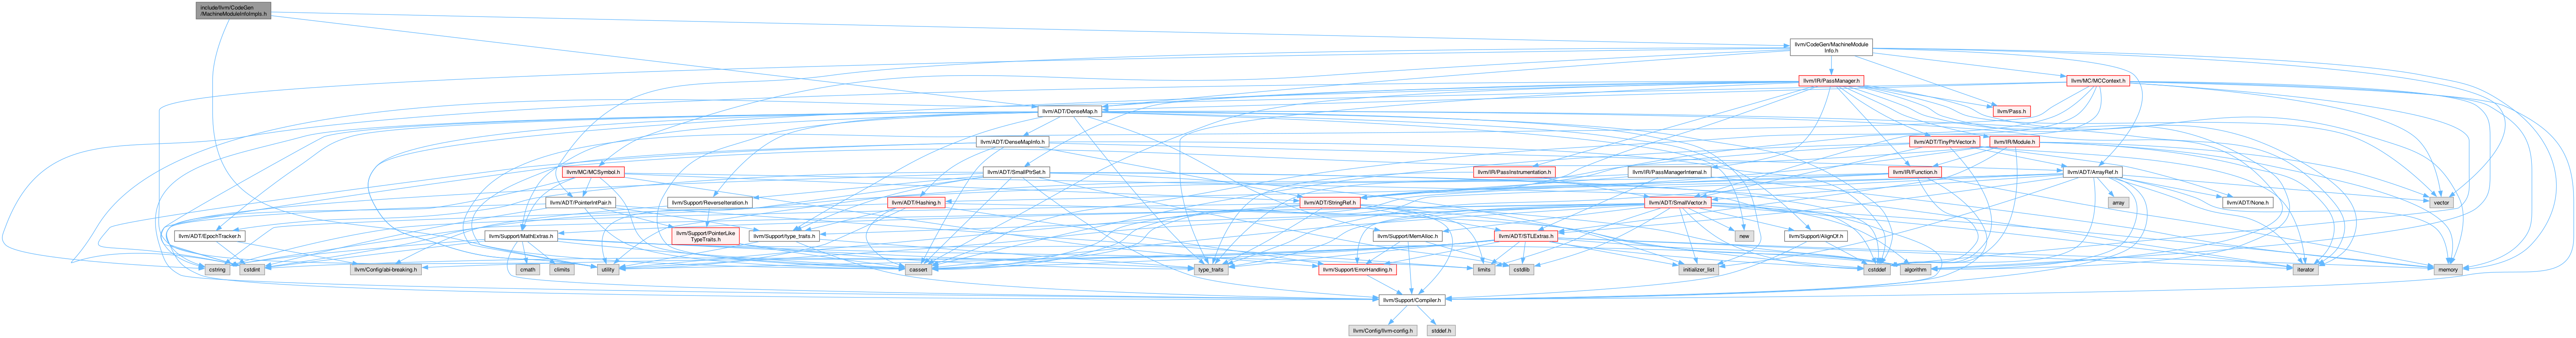 include/llvm/CodeGen
/MachineModuleInfoImpls.h
llvm/CodeGen/MachineModule
Info.h
llvm/IR/PassManager.h
llvm/MC/MCContext.h
llvm/ADT/DenseMap.h
llvm/Pass.h
llvm/ADT/DenseMapInfo.h
llvm/ADT/TinyPtrVector.h
llvm/IR/Module.h
llvm/MC/MCSymbol.h
llvm/ADT/SmallPtrSet.h
llvm/IR/PassInstrumentation.h
llvm/IR/PassManagerInternal.h
llvm/IR/Function.h
llvm/ADT/ArrayRef.h
llvm/ADT/PointerIntPair.h
llvm/Support/ReverseIteration.h
llvm/ADT/Hashing.h
llvm/ADT/StringRef.h
llvm/ADT/SmallVector.h
array
llvm/ADT/None.h
vector
llvm/ADT/EpochTracker.h
llvm/Support/MathExtras.h
llvm/Support/PointerLike
TypeTraits.h
llvm/Support/type_traits.h
llvm/Support/MemAlloc.h
llvm/ADT/STLExtras.h
new
llvm/Support/AlignOf.h
cstring
cstdint
llvm/Config/abi-breaking.h
cmath
climits
utility
cassert
type_traits
llvm/Support/ErrorHandling.h
limits
cstdlib
initializer_list
cstddef
algorithm
iterator
memory
llvm/Support/Compiler.h
llvm/Config/llvm-config.h
stddef.h